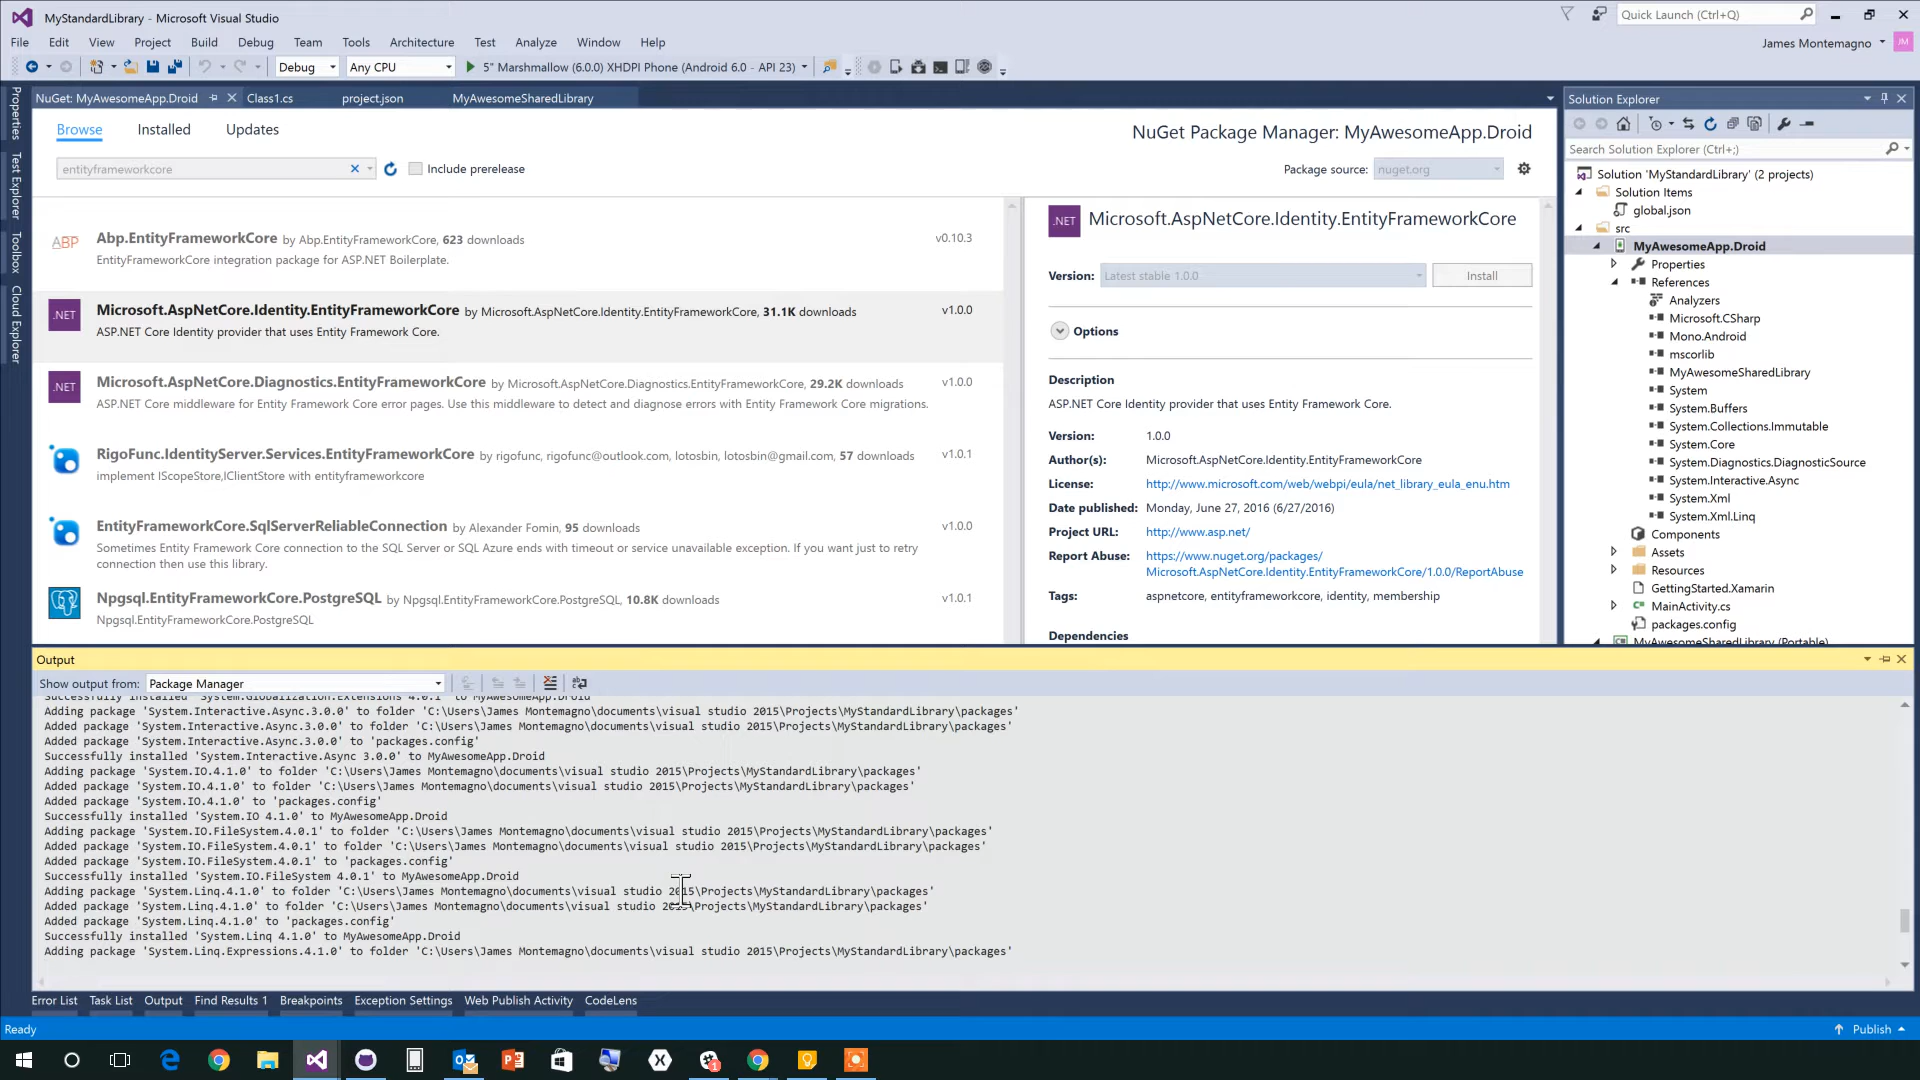 MyStandardLibrary - Microsoft Visual Studio
Quick Launch (Ctrl+Q)
File Edit View Project Build Debug Team Tools Architecture Test Analyze Window Help
James Montemagno
JM
Debug Any CPU 5" Marshmallow (6.0.0) XHDPI Phone (Android 6.0 - API 23)
Properties
Test Explorer
Toolbox
Cloud Explorer
NuGet: MyAwesomeApp.Droid Class1.cs project.json MyAwesomeSharedLibrary
Browse Installed Updates
NuGet Package Manager: MyAwesomeApp.Droid
entityframeworkcore
Include prerelease
Package source: nuget.org
ABP
Abp.EntityFrameworkCore by Abp.EntityFrameworkCore, 623 downloads v0.10.3
EntityFrameworkCore integration package for ASP.NET Boilerplate.
.NET
Microsoft.AspNetCore.Identity.EntityFrameworkCore by Microsoft.AspNetCore.Identity.EntityFrameworkCore, 31.1K downloads v1.0.0
ASP.NET Core Identity provider that uses Entity Framework Core.
.NET
Microsoft.AspNetCore.Diagnostics.EntityFrameworkCore by Microsoft.AspNetCore.Diagnostics.EntityFrameworkCore, 29.2K downloads v1.0.0
ASP.NET Core middleware for Entity Framework Core error pages. Use this middleware to detect and diagnose errors with Entity Framework Core migrations.
RigoFunc.IdentityServer.Services.EntityFrameworkCore by rigofunc, rigofunc@outlook.com, lotosbin, lotosbin@gmail.com, 57 downloads v1.0.1
implement IScopeStore,IClientStore with entityframeworkcore
EntityFrameworkCore.SqlServerReliableConnection by Alexander Fomin, 95 downloads v1.0.0
Sometimes Entity Framework Core connection to the SQL Server or SQL Azure ends with timeout or service unavailable exception. If you want just to retry
connection then use this library.
Npgsql.EntityFrameworkCore.PostgreSQL by Npgsql.EntityFrameworkCore.PostgreSQL, 10.8K downloads v1.0.1
Npgsql.EntityFrameworkCore.PostgreSQL
.NET
Microsoft.AspNetCore.Identity.EntityFrameworkCore
Version: Latest stable 1.0.0 Install
Options
Description
ASP.NET Core Identity provider that uses Entity Framework Core.
Version: 1.0.0
Author(s): Microsoft.AspNetCore.Identity.EntityFrameworkCore
License: http://www.microsoft.com/web/webpi/eula/net_library_eula_enu.htm
Date published: Monday, June 27, 2016 (6/27/2016)
Project URL: http://www.asp.net/
Report Abuse: https://www.nuget.org/packages/
Microsoft.AspNetCore.Identity.EntityFrameworkCore/1.0.0/ReportAbuse
Tags: aspnetcore, entityframeworkcore, identity, membership
Dependencies
Solution Explorer
Search Solution Explorer (Ctrl+;)
Solution 'MyStandardLibrary' (2 projects)
Solution Items
global.json
src
MyAwesomeApp.Droid
Properties
References
Analyzers
Microsoft.CSharp
Mono.Android
mscorlib
MyAwesomeSharedLibrary
System
System.Buffers
System.Collections.Immutable
System.Core
System.Diagnostics.DiagnosticSource
System.Interactive.Async
System.Xml
System.Xml.Linq
Components
Assets
Resources
GettingStarted.Xamarin
MainActivity.cs
packages.config
MyAwesomeSharedLibrary (Portable)
Output
Show output from: Package Manager
Successfully installed 'System.Globalization.Extensions 4.0.1' to MyAwesomeApp.Droid
Adding package 'System.Interactive.Async.3.0.0' to folder 'C:\Users\James Montemagno\documents\visual studio 2015\Projects\MyStandardLibrary\packages'
Added package 'System.Interactive.Async.3.0.0' to folder 'C:\Users\James Montemagno\documents\visual studio 2015\Projects\MyStandardLibrary\packages'
Added package 'System.Interactive.Async.3.0.0' to 'packages.config'
Successfully installed 'System.Interactive.Async 3.0.0' to MyAwesomeApp.Droid
Adding package 'System.IO.4.1.0' to folder 'C:\Users\James Montemagno\documents\visual studio 2015\Projects\MyStandardLibrary\packages'
Added package 'System.IO.4.1.0' to folder 'C:\Users\James Montemagno\documents\visual studio 2015\Projects\MyStandardLibrary\packages'
Added package 'System.IO.4.1.0' to 'packages.config'
Successfully installed 'System.IO 4.1.0' to MyAwesomeApp.Droid
Adding package 'System.IO.FileSystem.4.0.1' to folder 'C:\Users\James Montemagno\documents\visual studio 2015\Projects\MyStandardLibrary\packages'
Added package 'System.IO.FileSystem.4.0.1' to folder 'C:\Users\James Montemagno\documents\visual studio 2015\Projects\MyStandardLibrary\packages'
Added package 'System.IO.FileSystem.4.0.1' to 'packages.config'
Successfully installed 'System.IO.FileSystem 4.0.1' to MyAwesomeApp.Droid
Adding package 'System.Linq.4.1.0' to folder 'C:\Users\James Montemagno\documents\visual studio 2015\Projects\MyStandardLibrary\packages'
Added package 'System.Linq.4.1.0' to folder 'C:\Users\James Montemagno\documents\visual studio 2015\Projects\MyStandardLibrary\packages'
Added package 'System.Linq.4.1.0' to 'packages.config'
Successfully installed 'System.Linq 4.1.0' to MyAwesomeApp.Droid
Adding package 'System.Linq.Expressions.4.1.0' to folder 'C:\Users\James Montemagno\documents\visual studio 2015\Projects\MyStandardLibrary\packages'
Error List Task List Output Find Results 1 Breakpoints Exception Settings Web Publish Activity CodeLens
Ready
Publish